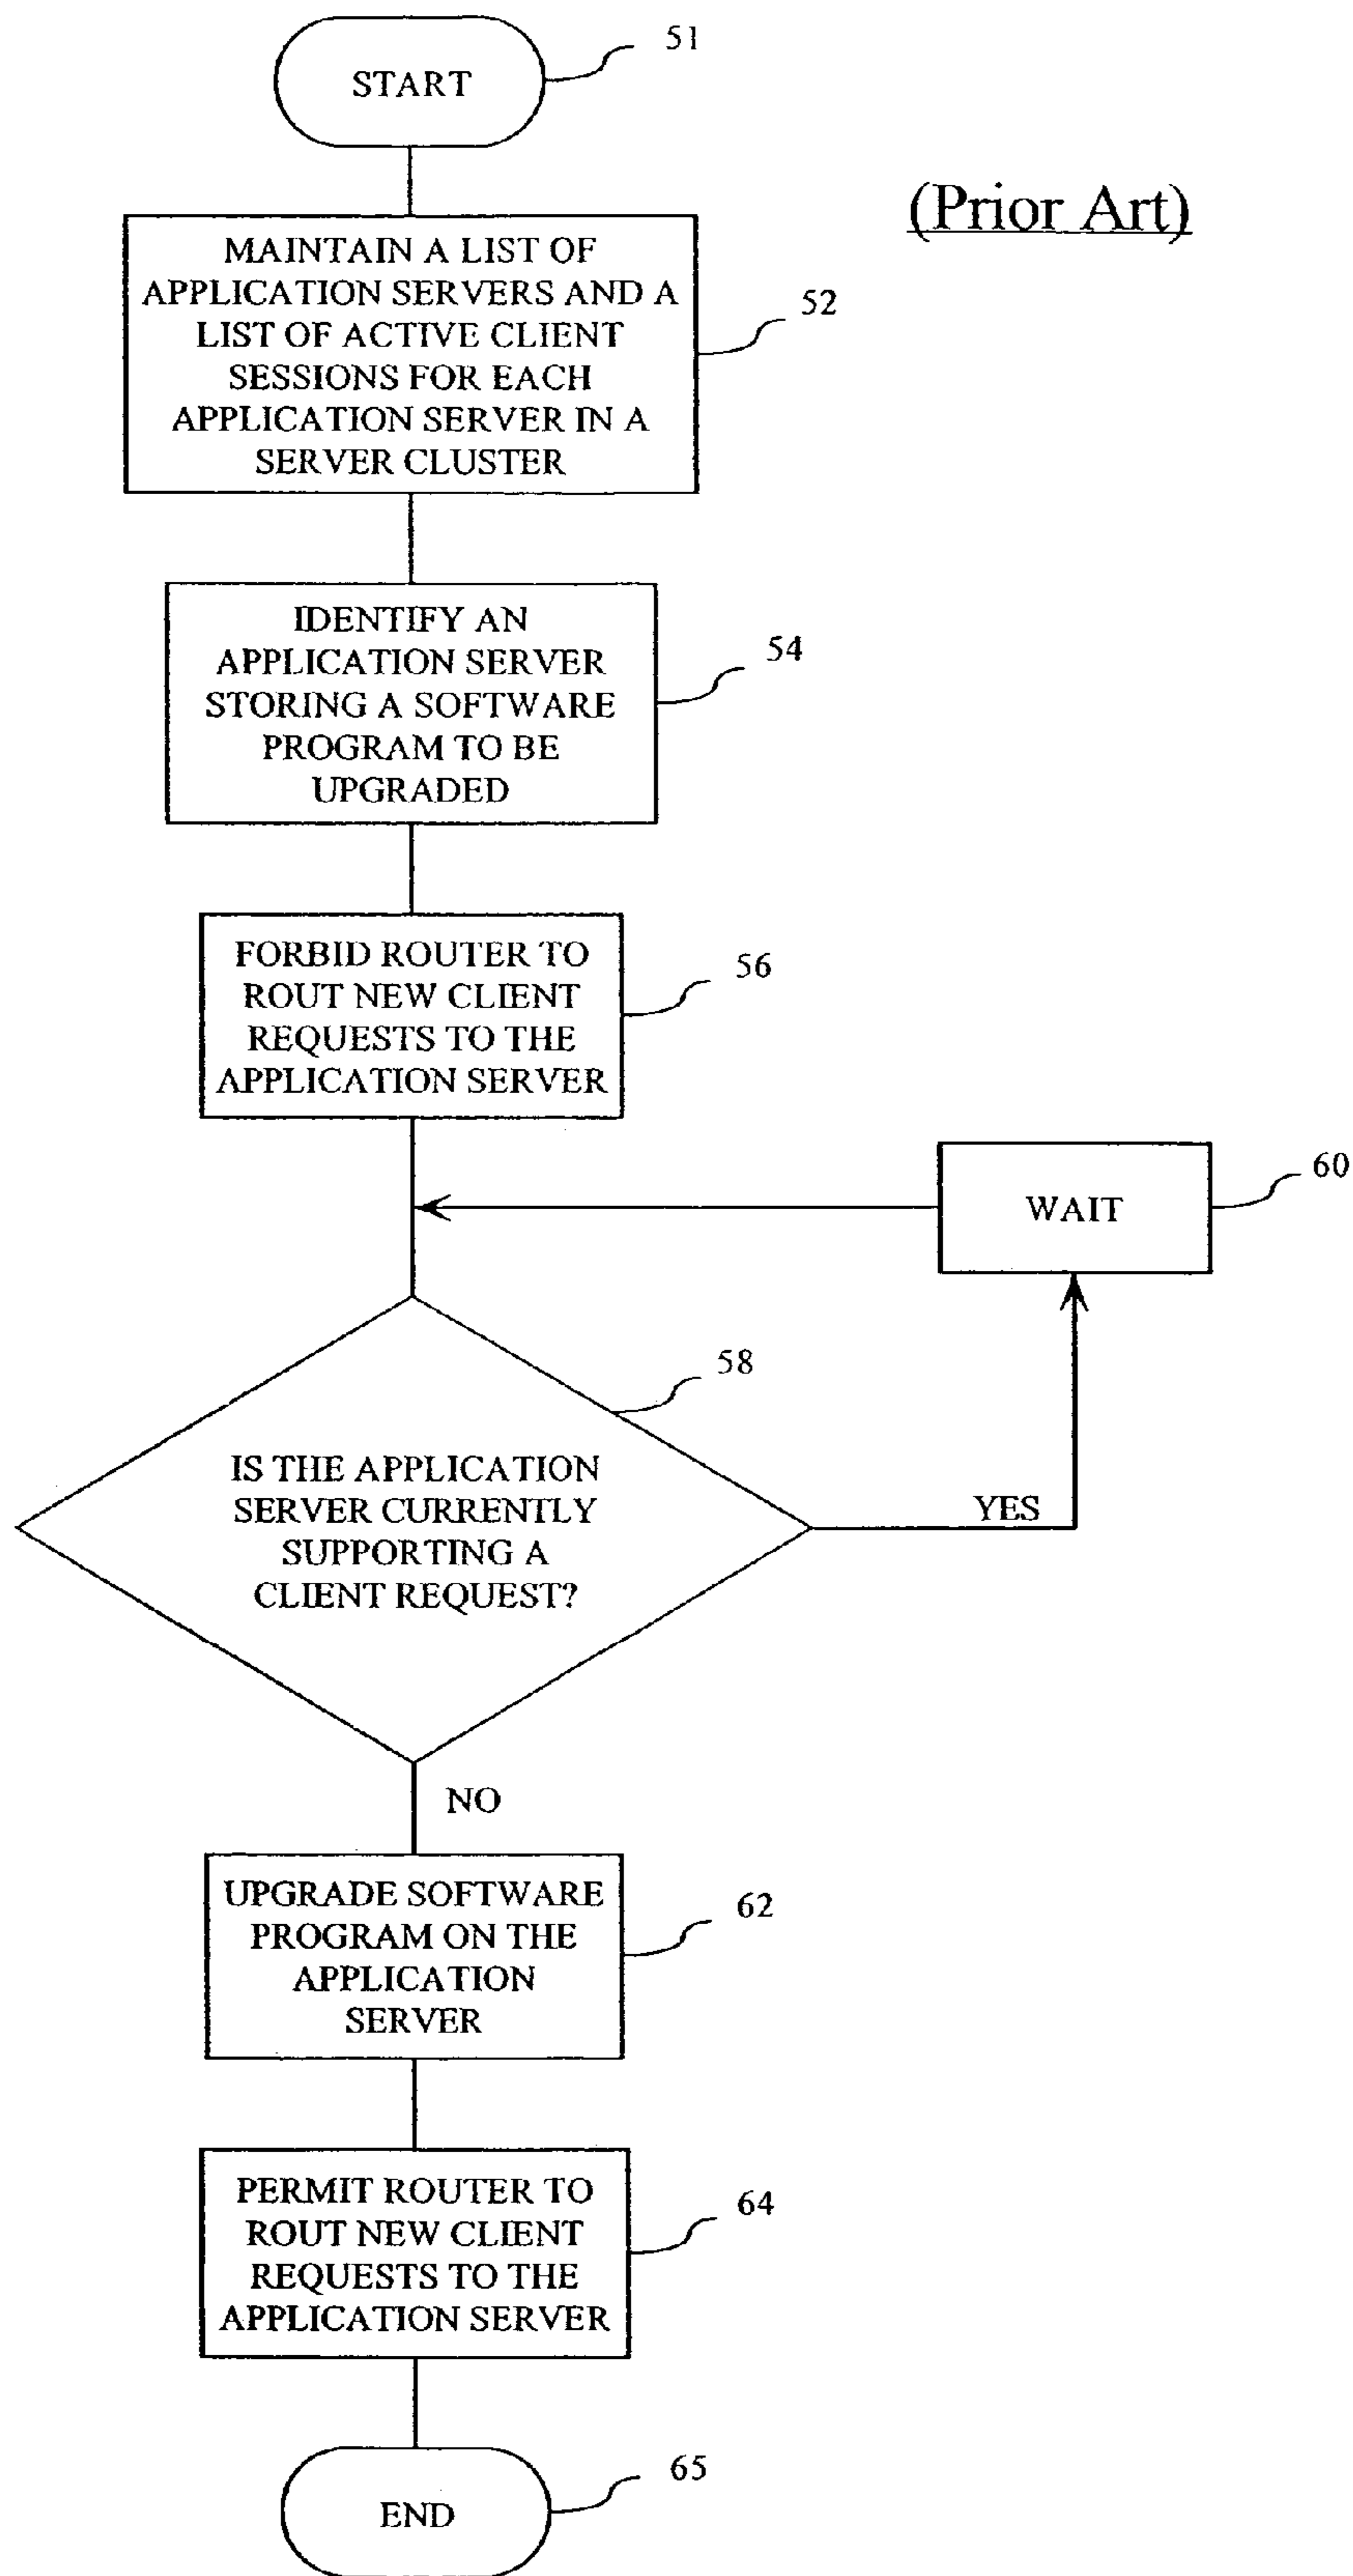 51
START
(Prior Art)
MAINTAIN A LIST OF
APPLICATION SERVERS AND A
LIST OF ACTIVE CLIENT
SESSIONS FOR EACH
APPLICATION SERVER IN A
SERVER CLUSTER
52
IDENTIFY AN
APPLICATION SERVER
STORING A SOFTWARE
PROGRAM TO BE
UPGRADED
54
FORBID ROUTER TO
ROUT NEW CLIENT
REQUESTS TO THE
APPLICATION SERVER
56
WAIT
60
58
IS THE APPLICATION
SERVER CURRENTLY
SUPPORTING A
CLIENT REQUEST?
YES
NO
UPGRADE SOFTWARE
PROGRAM ON THE
APPLICATION
SERVER
62
PERMIT ROUTER TO
ROUT NEW CLIENT
REQUESTS TO THE
APPLICATION SERVER
64
END
65